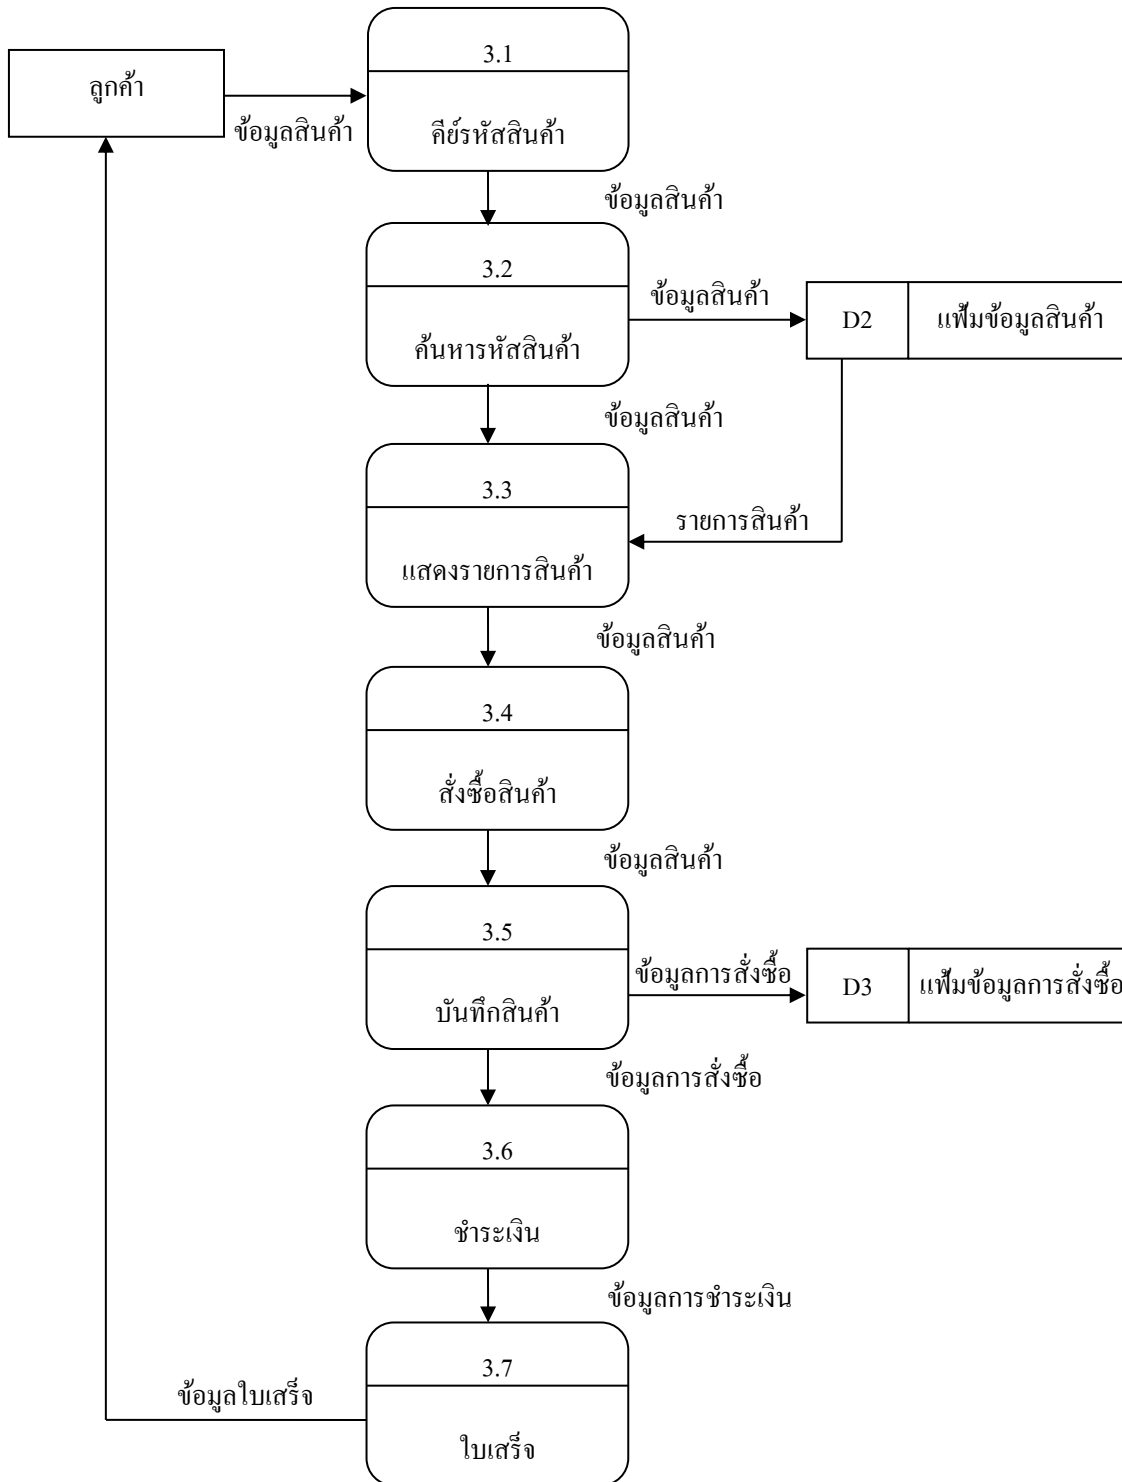 3.1
ลูกค้า
ข้อมูลสินค้า
คีย์รหัสสินค้า
ข้อมูลสินค้า
3.2
ข้อมูลสินค้า
D2
แฟ้มข้อมูลสินค้า
ค้นหารหัสสินค้า
ข้อมูลสินค้า
3.3
รายการสินค้า
แสดงรายการสินค้า
ข้อมูลสินค้า
3.4
สั่งซื้อสินค้า
ข้อมูลสินค้า
3.5
ข้อมูลการสั่งซื้อ
D3
แฟ้มข้อมูลการสั่งซื้อ
บันทึกสินค้า
ข้อมูลการสั่งซื้อ
3.6
ชำระเงิน
ข้อมูลการชำระเงิน
3.7
ข้อมูลใบเสร็จ
ใบเสร็จ